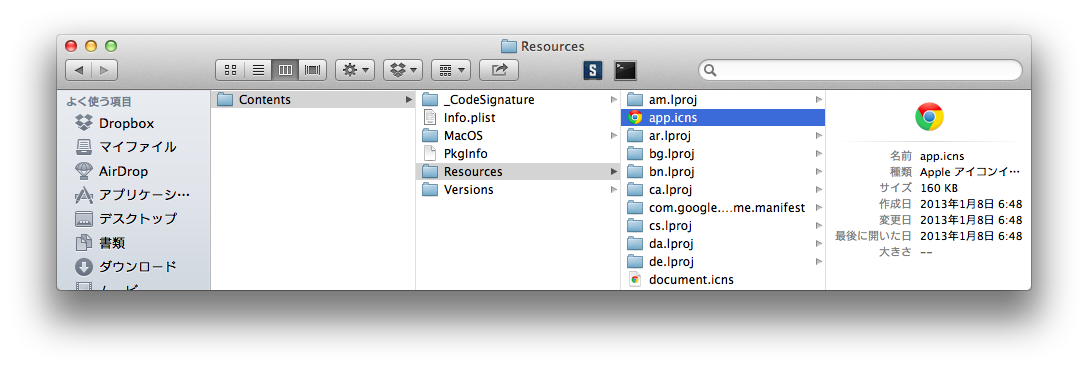 Resources
よく使う項目
Dropbox
マイファイル
AirDrop
アプリケーシ…
デスクトップ
書類
ダウンロード
ムービー
Contents
_CodeSignature
Info.plist
MacOS
PkgInfo
Resources
Versions
am.lproj
app.icns
ar.lproj
bg.lproj
bn.lproj
ca.lproj
com.google.…me.manifest
cs.lproj
da.lproj
de.lproj
document.icns
名前 app.icns
種類 Apple アイコンイ…
サイズ 160 KB
作成日 2013年1月8日 6:48
変更日 2013年1月8日 6:48
最後に開いた日 2013年1月8日 6:48
大きさ --